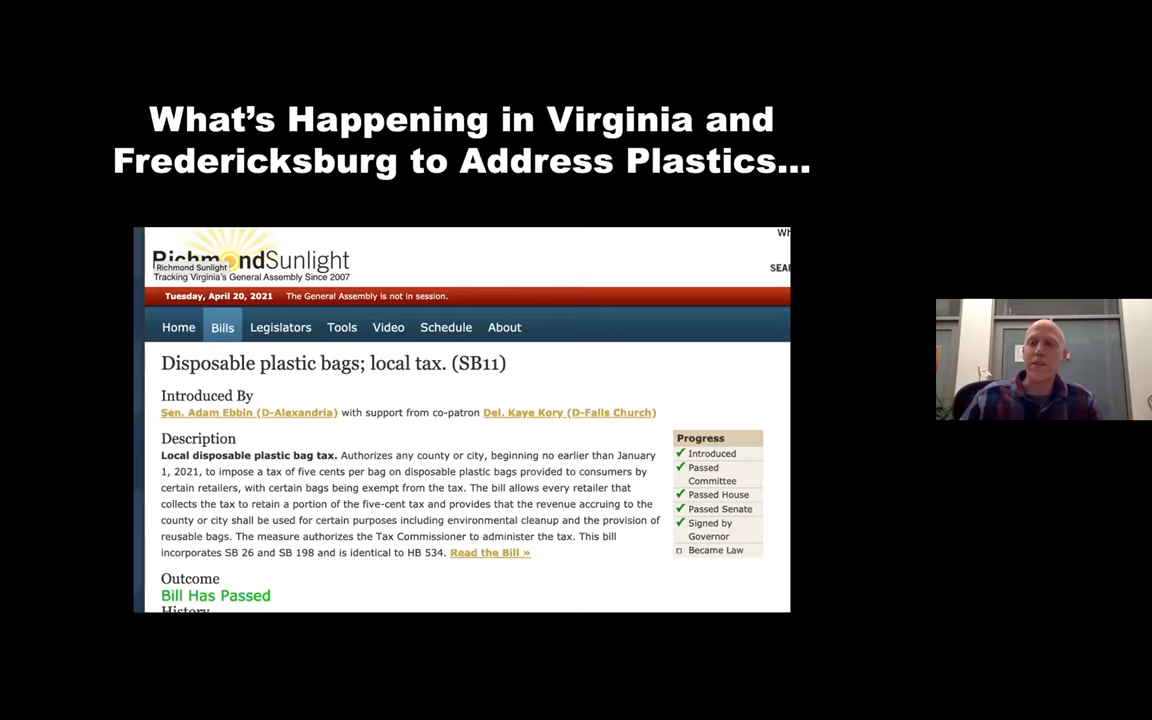 What's Happening in Virginia and
Fredericksburg to Address Plastics...
Wh
RichmondSunlight
Richmond Sunlight
Tracking Virginia's General Assembly Since 2007
SEAR
Tuesday, April 20, 2021 The General Assembly is not in session.
Home Bills Legislators Tools Video Schedule About
Disposable plastic bags; local tax. (SB11)
Introduced By
Sen. Adam Ebbin (D-Alexandria) with support from co-patron Del. Kaye Kory (D-Falls Church)
Description
Local disposable plastic bag tax. Authorizes any county or city, beginning no earlier than January
1, 2021, to impose a tax of five cents per bag on disposable plastic bags provided to consumers by
certain retailers, with certain bags being exempt from the tax. The bill allows every retailer that
collects the tax to retain a portion of the five-cent tax and provides that the revenue accruing to the
county or city shall be used for certain purposes including environmental cleanup and the provision of
reusable bags. The measure authorizes the Tax Commissioner to administer the tax. This bill
incorporates SB 26 and SB 198 and is identical to HB 534. Read the Bill »
Progress
Introduced
Passed
Committee
Passed House
Passed Senate
Signed by
Governor
Became Law
Outcome
Bill Has Passed
History